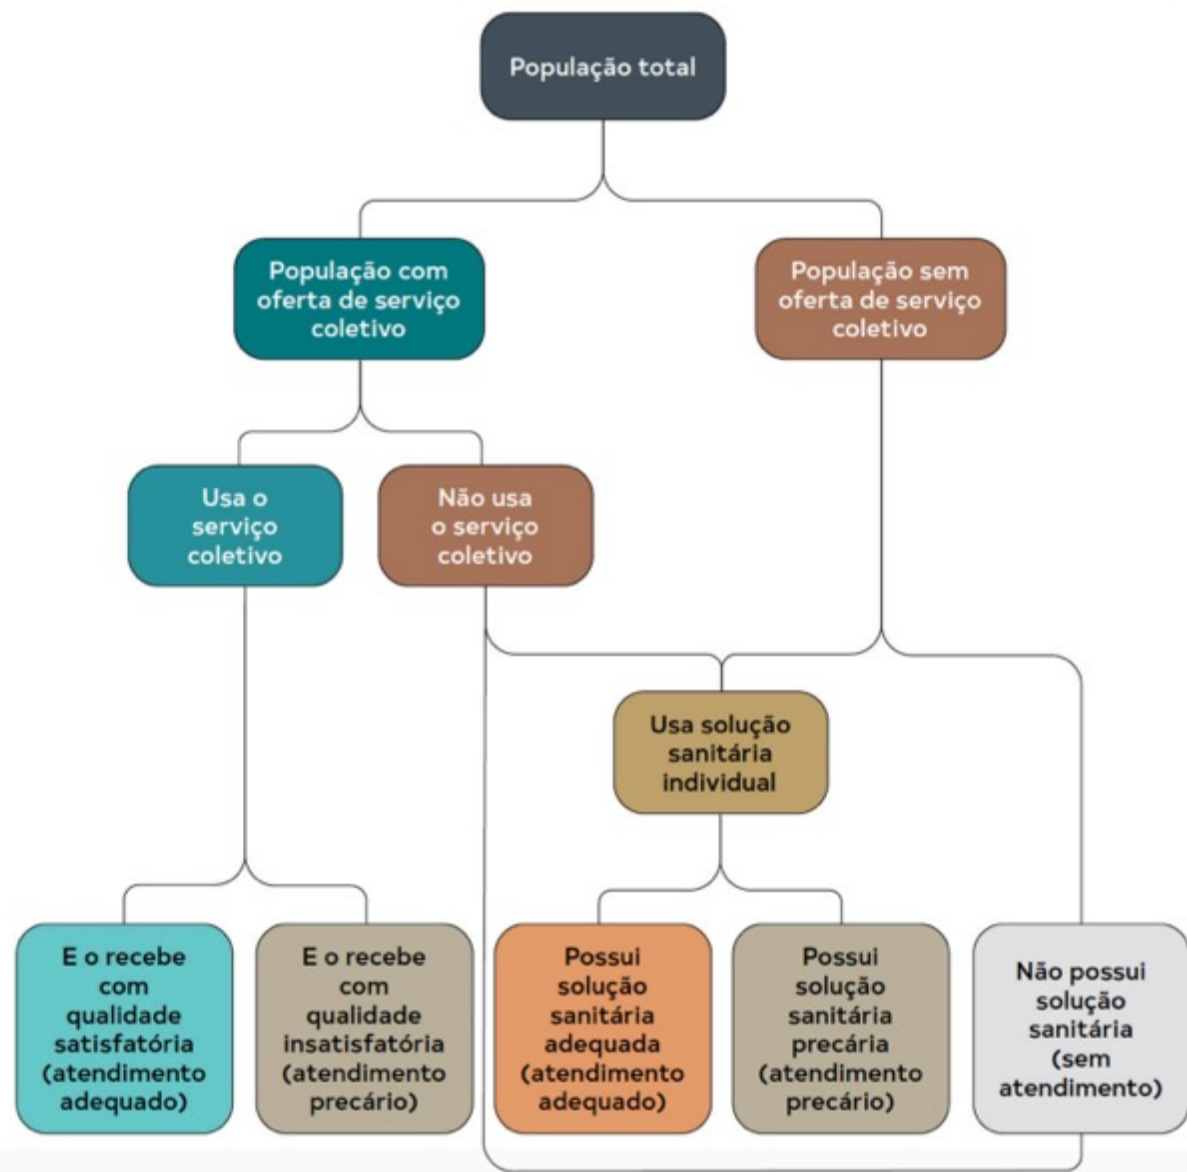 População total
População com
oferta de serviço
coletivo
População sem
oferta de serviço
coletivo
Usa o
serviço
coletivo
Não usa
o serviço
coletivo
Usa solução
sanitária
individual
E o recebe
com
qualidade
satisfatória
(atendimento
adequado)
E o recebe
com
qualidade
insatisfatória
(atendimento
precário)
Possui
solução
sanitária
adequada
(atendimento
adequado)
Possui
solução
sanitária
precária
(atendimento
precário)
Não possui
solução
sanitária
(sem
atendimento)